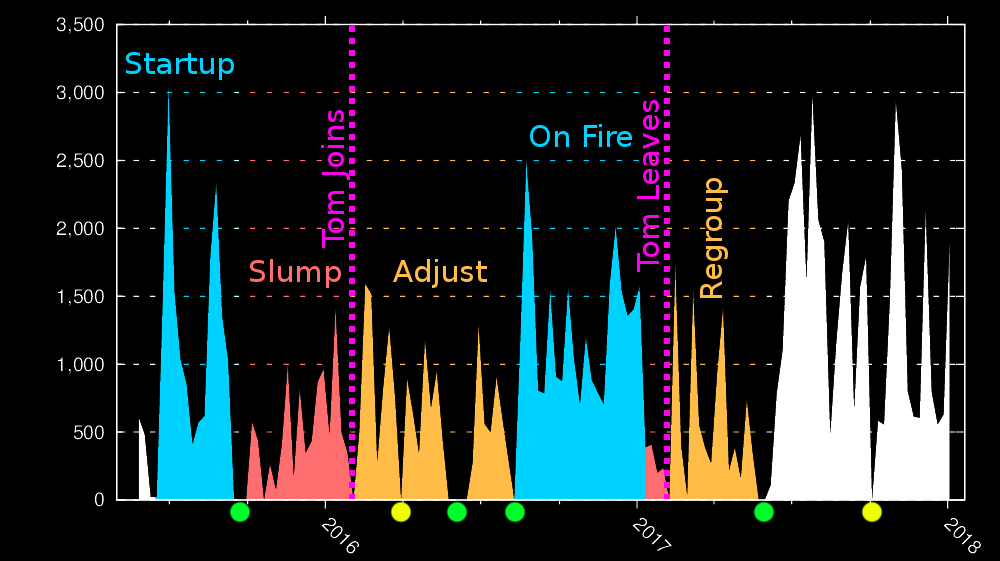 3,500
Startup
3,000
On Fire
2,500
Tom Joins
Tom Leaves
2,000
Regroup
Slump
Adjust
1,500
1,000
500
0
2016
2017
2018